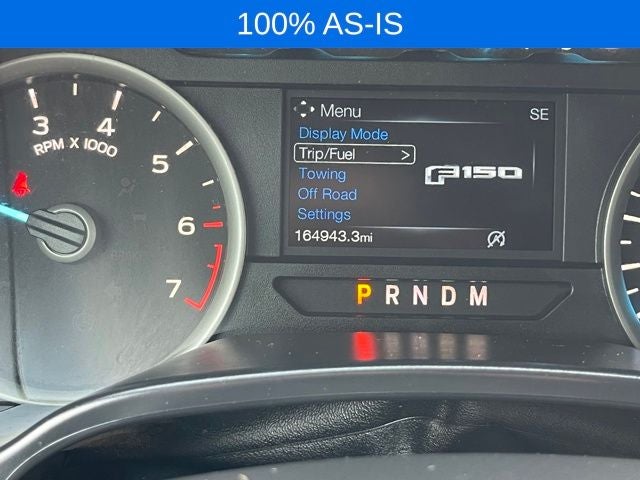 100% AS-IS
Menu
SE
Display Mode
Trip/Fuel >
Towing
Off Road
Settings
F150
164943.3mi
3 4 5 6 7
RPM X 1000
P R N D M